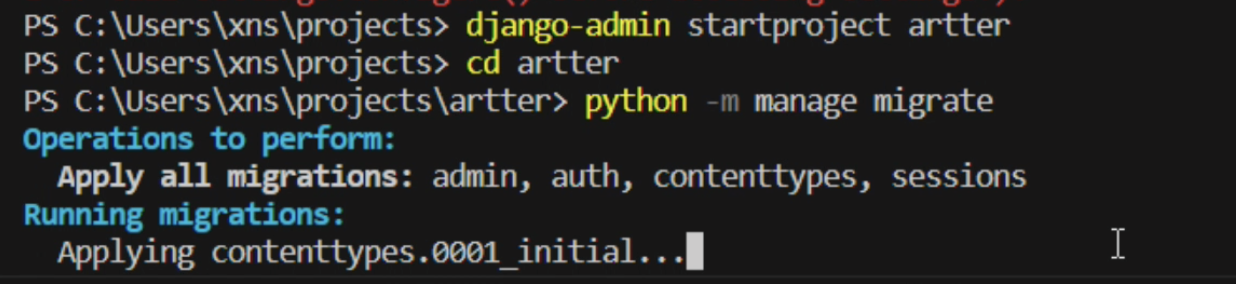 PS C:\Users\xns\projects> django-admin startproject artter
PS C:\Users\xns\projects> cd artter
PS C:\Users\xns\projects\artter> python -m manage migrate
Operations to perform:
  Apply all migrations: admin, auth, contenttypes, sessions
Running migrations:
  Applying contenttypes.0001_initial...